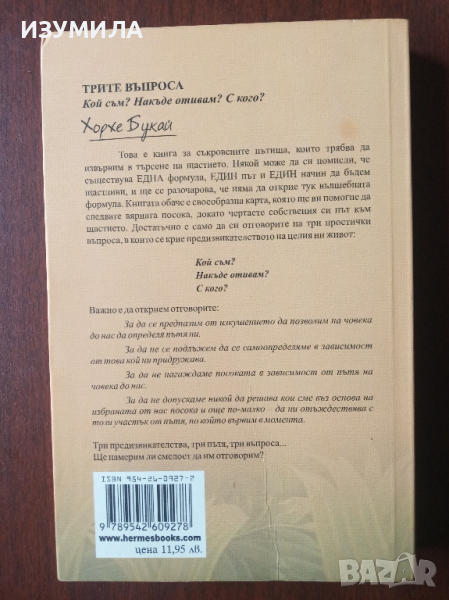 ИЗУМИЛА
ТРИТЕ ВЪПРОСА
Кой съм? Накъде отивам? С кого?
Хорхе Букай
Това е книга за съкровените пътища, които трябва да
извървим в търсене на щастието. Някой може да си помисли, че
съществува ЕДНА формула, ЕДИН път и ЕДИН начин да бъдем
щастливи, и ще се разочарова, че няма да открие тук вълшебната
формула. Книгата обаче е своеобразна карта, която ще ви помогне да
следвате вярната посока, докато чертаете собствения си път към
щастието. Достатъчно е само да си отговорите на три простички
въпроса, в които се крие предизвикателството на целия ни живот:
Кой съм?
Накъде отивам?
С кого?
Важно е да открием отговорите:
За да се предпазим от изкушението да позволим на човека
до нас да определя пътя ни.
За да не се подлъжем да се самоопределяме в зависимост
от това кой ни придружава.
За да не нагаждаме посоката в зависимост от пътя на
човека до нас.
За да не допускаме никой да решава кои сме въз основа на
избраната от нас посока и още по-малко – да ни отъждествява с
този участък от пътя, по който вървим в момента.
Три предизвикателства, три пътя, три въпроса...
Ще намерим ли смелост да им отговорим?
ISBN 954-26-0927-2
9 789542 609278
www.hermesbooks.com
цена 11,95 лв.
BAZAR